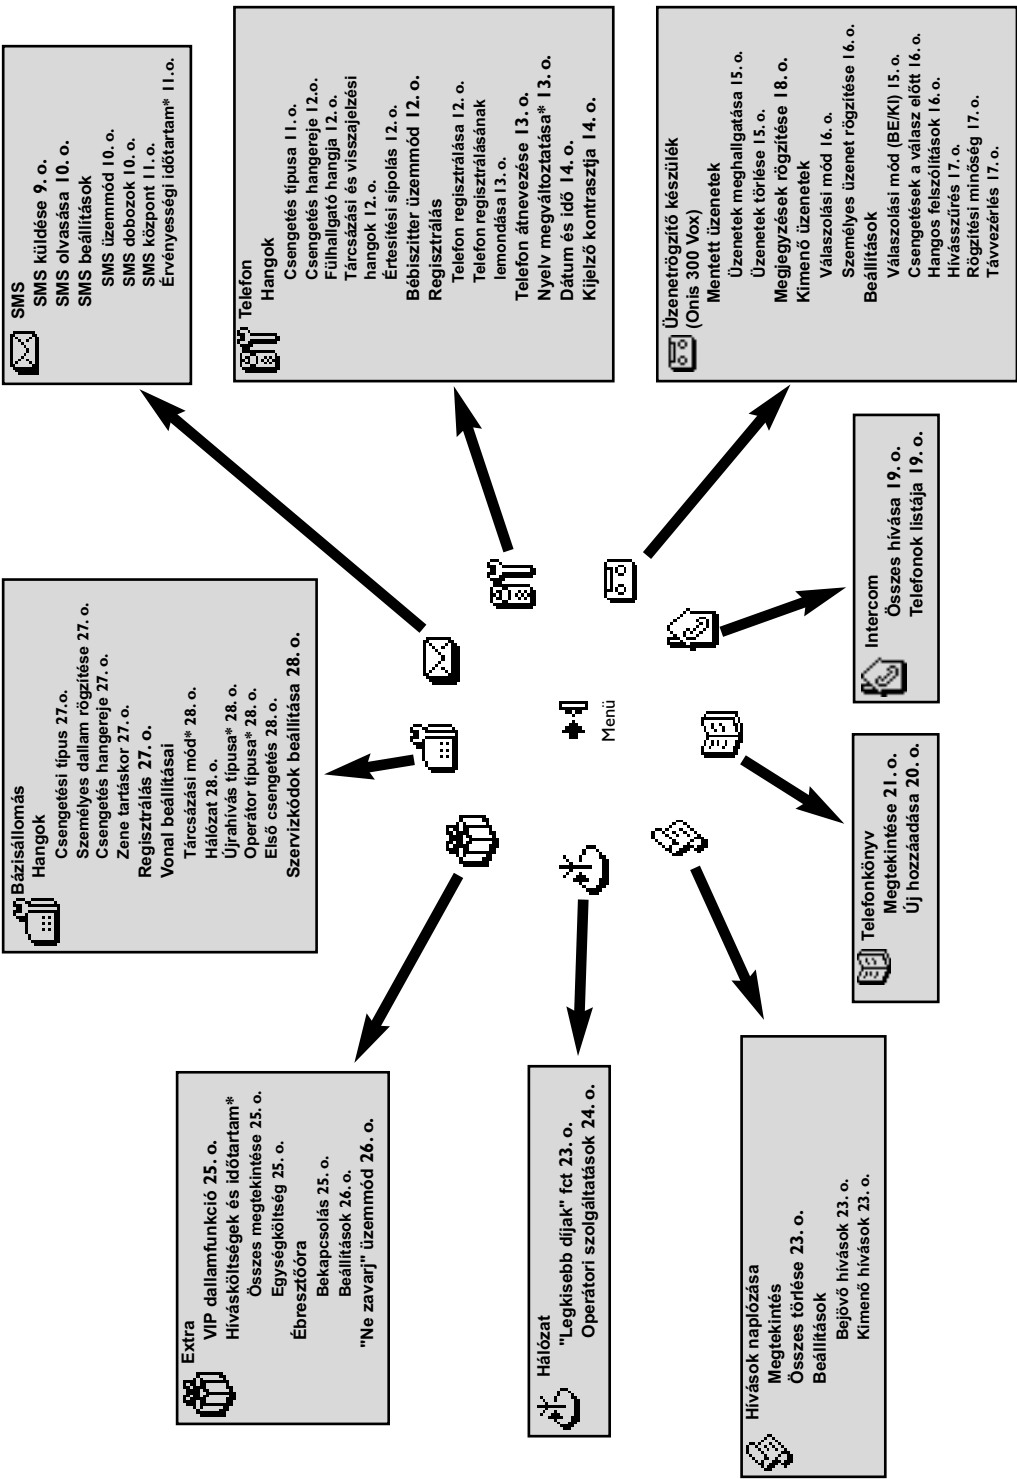 Extra
VIP dallamfunkció 25. o.
Hívásköltségek és időtartam*
Összes megtekintése 25. o.
Egységköltség 25. o.
Ébresztőóra
Bekapcsolás 25. o.
Beállítások 26. o.
"Ne zavarj" üzemmód 26. o.
Hálózat
"Legkisebb díjak" fct 23. o.
Operátori szolgáltatások 24. o.
Hívások naplózása
Megtekintés
Összes törlése 23. o.
Beállítások
Bejövő hívások 23. o.
Kimenő hívások 23. o.
Bázisállomás
Hangok
Csengetési típus 27. o.
Személyes dallam rögzítése 27. o.
Csengetés hangereje 27. o.
Zene tartáskor 27. o.
Regisztrálás 27. o.
Vonal beállításai
Tárcsázási mód* 28. o.
Hálózat 28. o.
Újrahívás típusa* 28. o.
Operátor típusa* 28. o.
Első csengetés 28. o.
Szervizkódok beállítása 28. o.
Menü
Telefonkönyv
Megtekintése 21. o.
Új hozzáadása 20. o.
Intercom
Összes hívása 19. o.
Telefonok listája 19. o.
SMS
SMS küldése 9. o.
SMS olvasása 10. o.
SMS beállítások
SMS üzemmód 10. o.
SMS dobozok 10. o.
SMS központ 11. o.
Érvényességi időtartam* 11. o.
Telefon
Hangok
Csengetés típusa 11. o.
Csengetés hangereje 12.o.
Fülhallgató hangja 12. o.
Tárcsázási és visszajelzési
hangok 12. o.
Értesítési sípolás 12. o.
Bébiszitter üzemmód 12. o.
Regisztrálás
Telefon regisztrálása 12. o.
Telefon regisztrálásának
lemondása 13. o.
Telefon átnevezése 13. o.
Nyelv megváltoztatása* 13. o.
Dátum és idő 14. o.
Kijelző kontrasztja 14. o.
Üzenetrögzítő készülék
(Onis 300 Vox)
Mentett üzenetek
Üzenetek meghallgatása 15. o.
Üzenetek törlése 15. o.
Megjegyzések rögzítése 18. o.
Kimenő üzenetek
Válaszolási mód 16. o.
Személyes üzenet rögzítése 16. o.
Beállítások
Válaszolási mód (BE/KI) 15. o.
Csengetések a válasz előtt 16. o.
Hangos felszólítások 16. o.
Hívásszűrés 17. o.
Rögzítési minőség 17. o.
Távvezérlés 17. o.